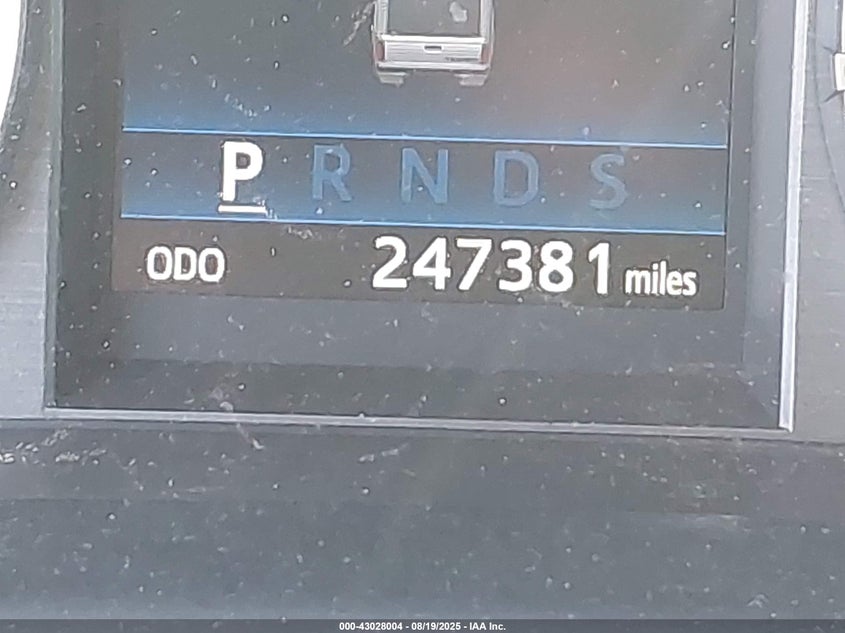 P R N D S
ODO 247381 miles
000-43028004 - 08/19/2025 - IAA Inc.